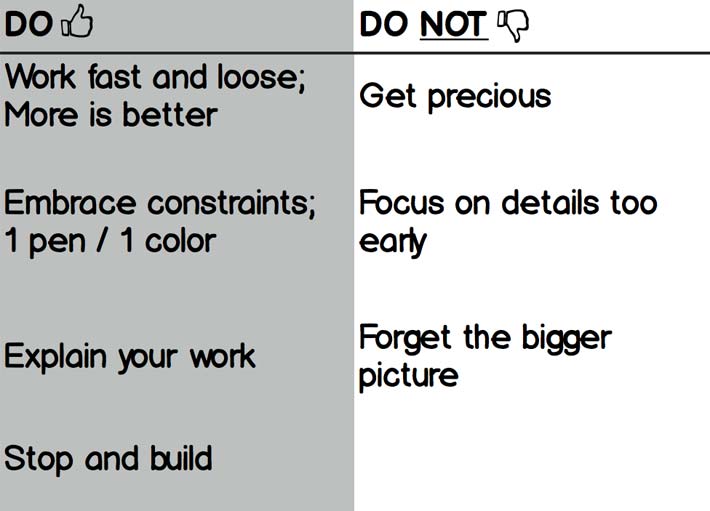 DO
DO NOT
Work fast and loose;
More is better
Get precious
Embrace constraints;
1 pen / 1 color
Focus on details too
early
Explain your work
Forget the bigger
picture
Stop and build